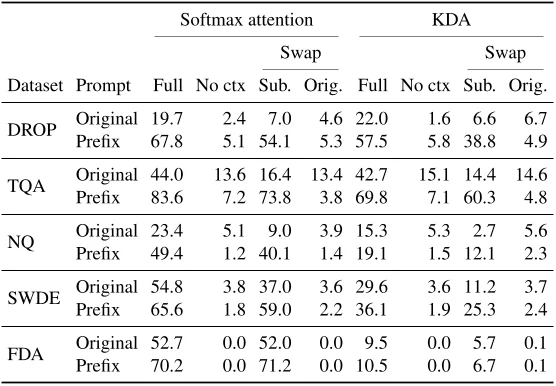 Softmax attention KDA
Swap Swap
Dataset Prompt Full No ctx Sub. Orig. Full No ctx Sub. Orig.
DROP Original 19.7 2.4 7.0 4.6 22.0 1.6 6.6 6.7
Prefix 67.8 5.1 54.1 5.3 57.5 5.8 38.8 4.9
TQA Original 44.0 13.6 16.4 13.4 42.7 15.1 14.4 14.6
Prefix 83.6 7.2 73.8 3.8 69.8 7.1 60.3 4.8
NQ Original 23.4 5.1 9.0 3.9 15.3 5.3 2.7 5.6
Prefix 49.4 1.2 40.1 1.4 19.1 1.5 12.1 2.3
SWDE Original 54.8 3.8 37.0 3.6 29.6 3.6 11.2 3.7
Prefix 65.6 1.8 59.0 2.2 36.1 1.9 25.3 2.4
FDA Original 52.7 0.0 52.0 0.0 9.5 0.0 5.7 0.1
Prefix 70.2 0.0 71.2 0.0 10.5 0.0 6.7 0.1